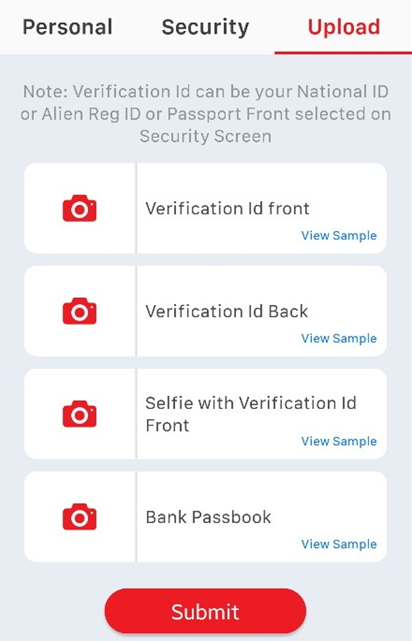 Personal Security Upload
Note: Verification Id can be your National ID
or Alien Reg ID or Passport Front selected on
Security Screen
Verification Id front
View Sample
Verification Id Back
View Sample
Selfie with Verification Id
Front
View Sample
Bank Passbook
View Sample
Submit